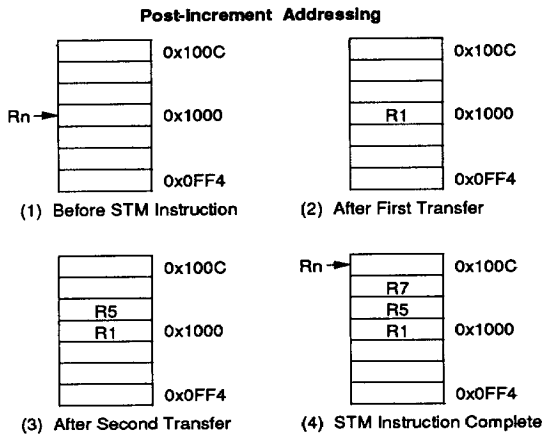 Post-Increment Addressing
0x100C
Rn
0x1000
0x0FF4
(1) Before STM Instruction
0x100C
R1
0x1000
0x0FF4
(2) After First Transfer
0x100C
R5
R1
0x1000
0x0FF4
(3) After Second Transfer
Rn
0x100C
R7
R5
R1
0x1000
0x0FF4
(4) STM Instruction Complete